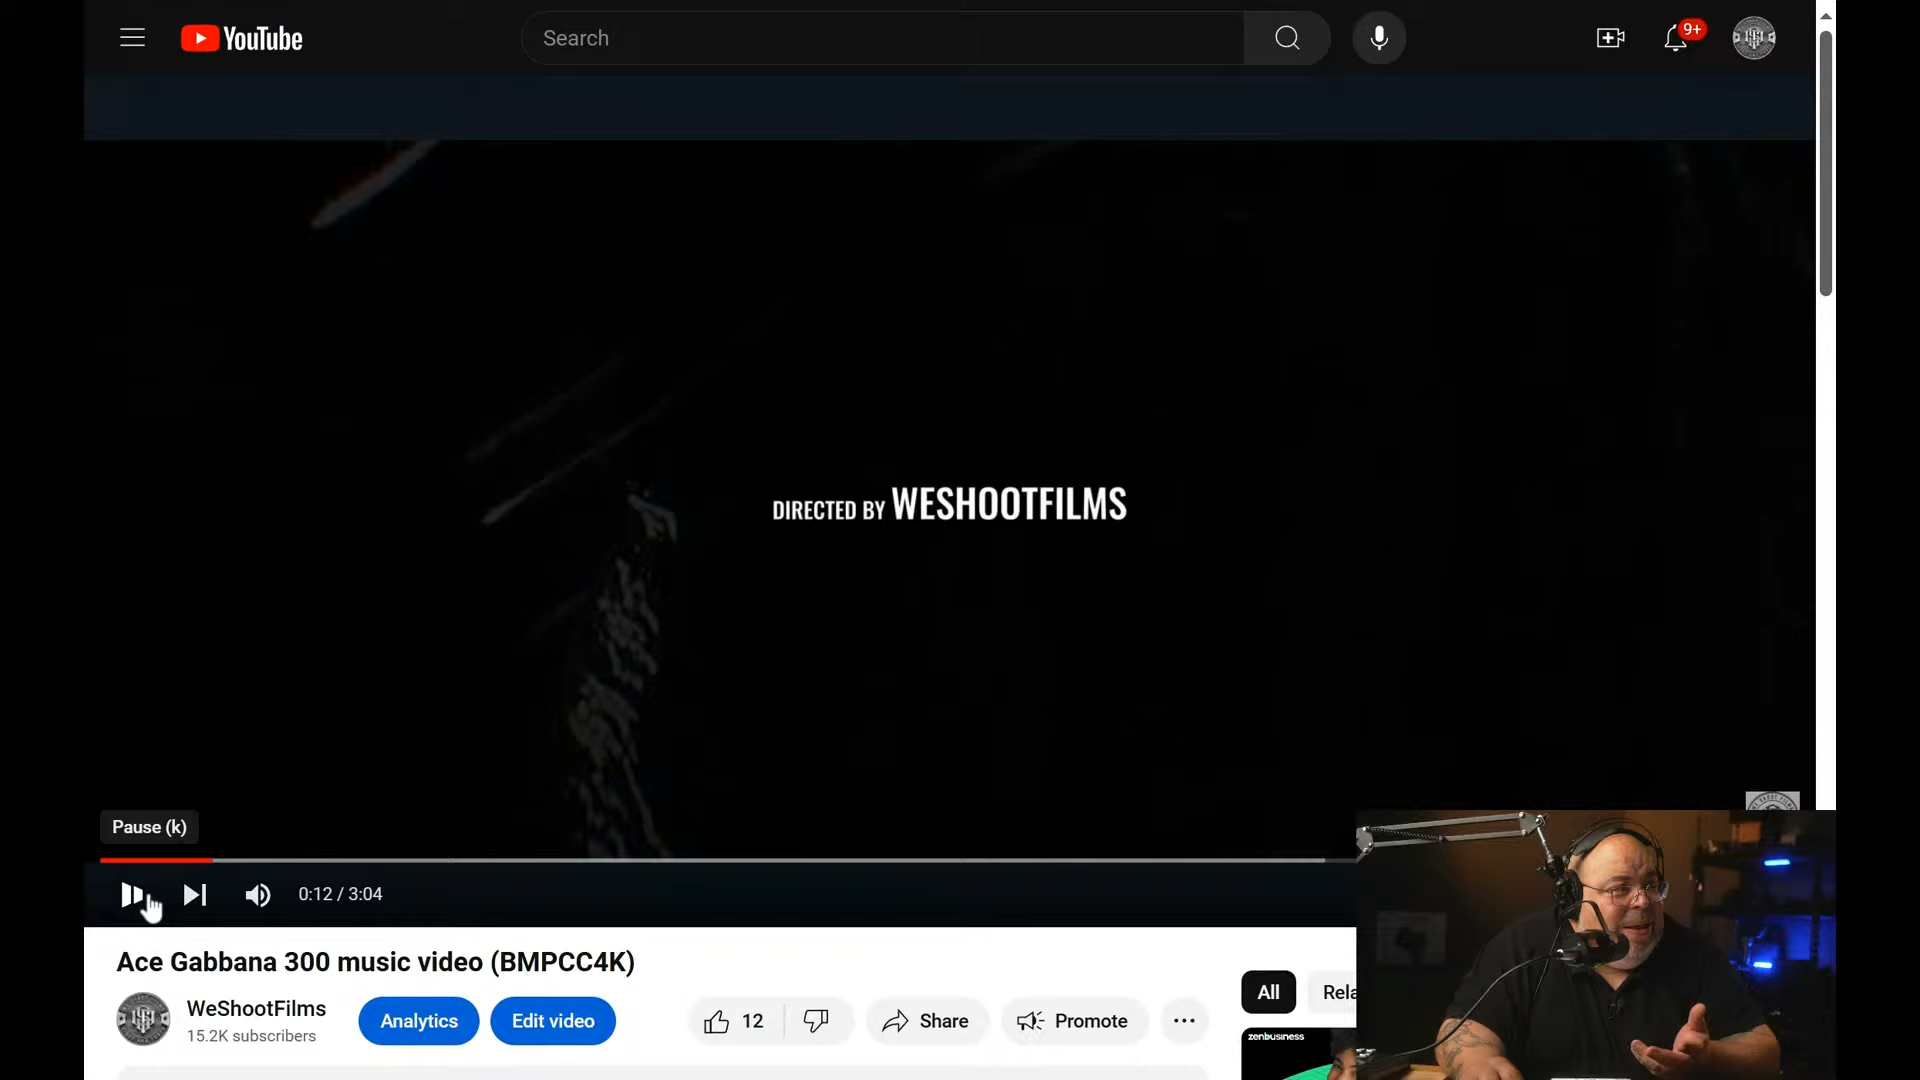 YouTube
Search
9+
DIRECTED BY WESHOOTFILMS
Pause (k)
0:12 / 3:04
Ace Gabbana 300 music video (BMPCC4K)
WeShootFilms
15.2K subscribers
Analytics
Edit video
12
Share
Promote
All
Rela
zenbusiness